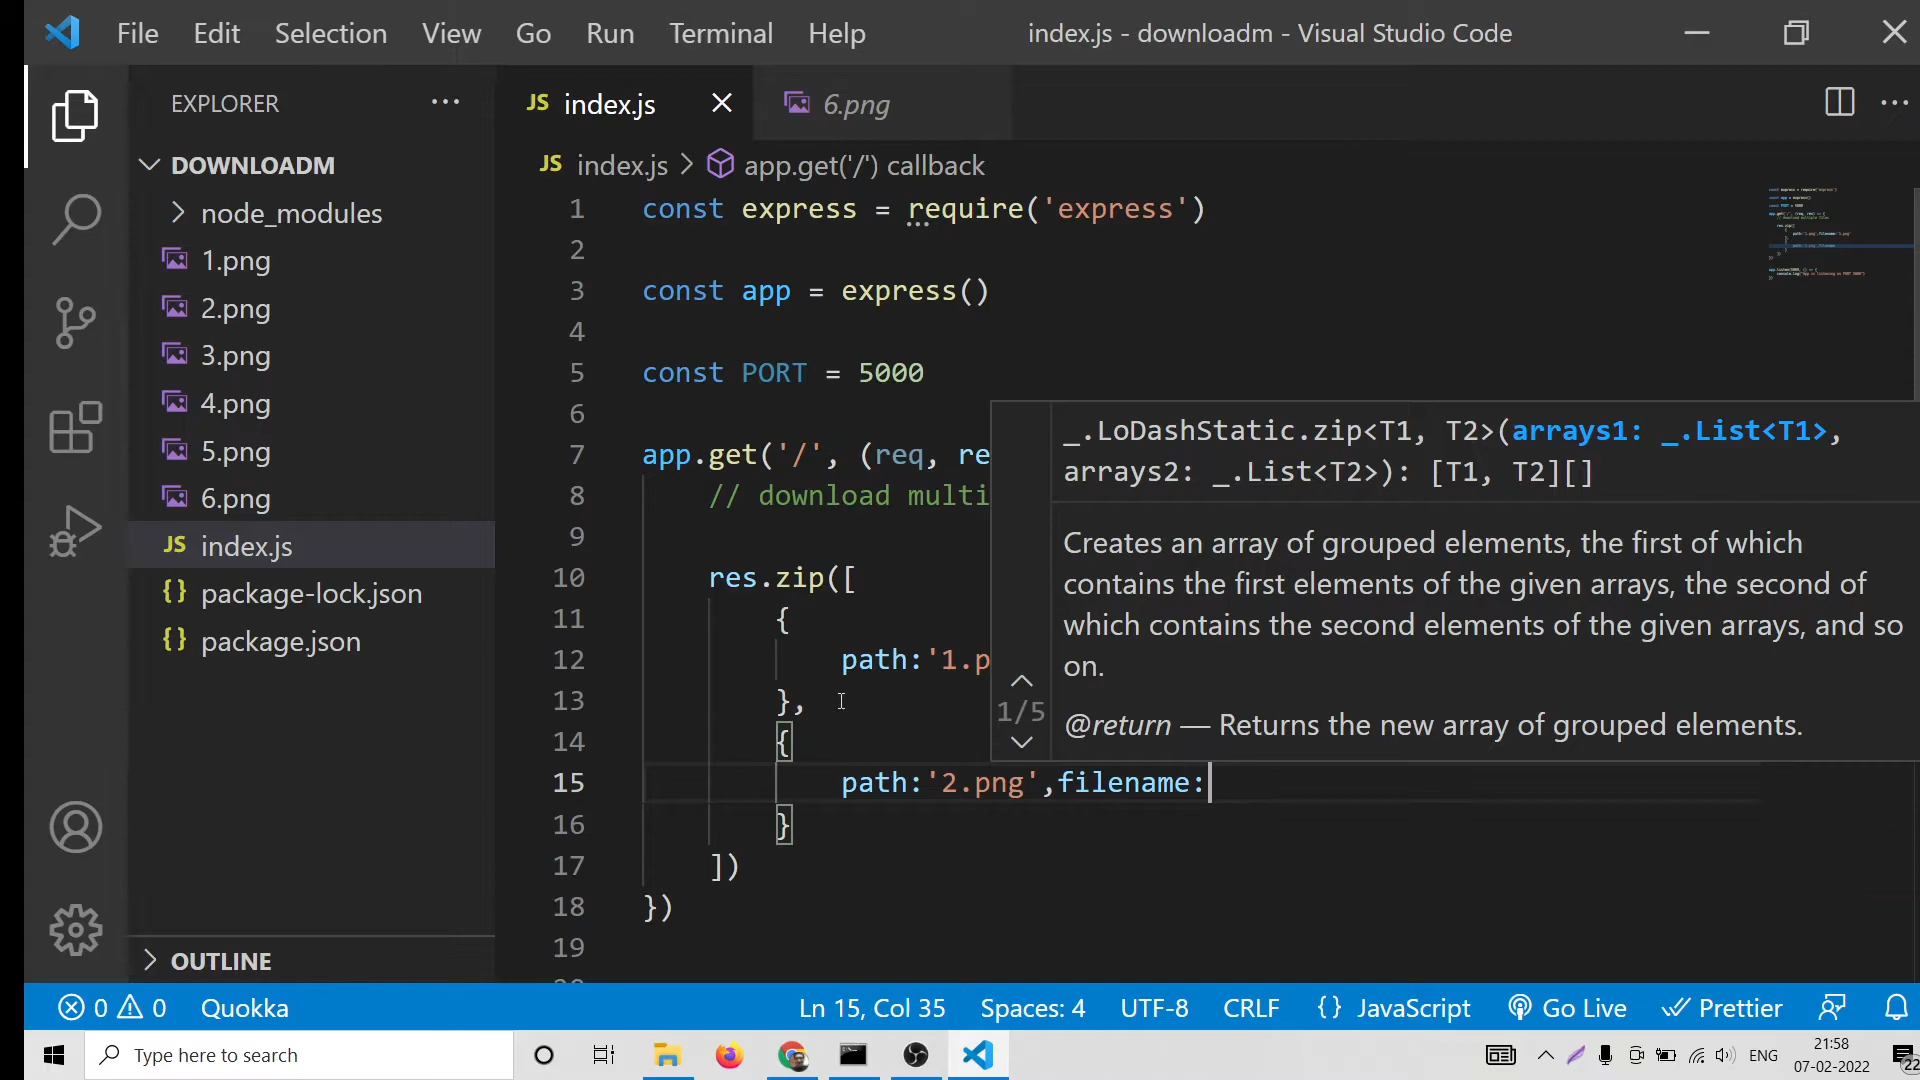 File Edit Selection View Go Run Terminal Help index.js - downloadm - Visual Studio Code
EXPLORER
DOWNLOADM
node_modules
1.png
2.png
3.png
4.png
5.png
6.png
JS index.js
{} package-lock.json
{} package.json
OUTLINE
JS index.js 6.png
JS index.js > app.get('/') callback
1 const express = require('express')
2
3 const app = express()
4
5 const PORT = 5000
6
7 app.get('/', (req, re
8 // download multi
9
10 res.zip([
11 {
12 path:'1.p
13 },
14 {
15 path:'2.png',filename:
16 }
17 ])
18 })
19
_.LoDashStatic.zip<T1, T2>(arrays1: _.List<T1>,
arrays2: _.List<T2>): [T1, T2][]
Creates an array of grouped elements, the first of which
contains the first elements of the given arrays, the second of
which contains the second elements of the given arrays, and so
on.
1/5
@return — Returns the new array of grouped elements.
0 0 Quokka Ln 15, Col 35 Spaces: 4 UTF-8 CRLF {} JavaScript Go Live Prettier
Type here to search ENG 21:58
07-02-2022 22